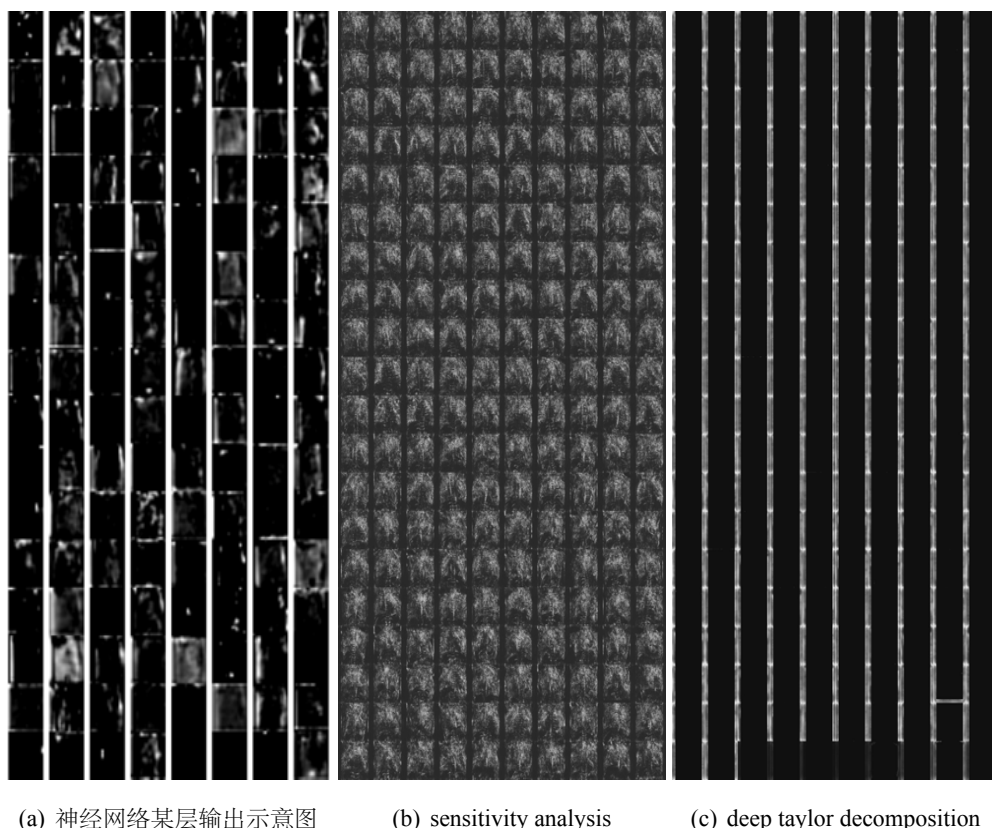 (a) 神经网络某层输出示意图
(b) sensitivity analysis
(c) deep taylor decomposition